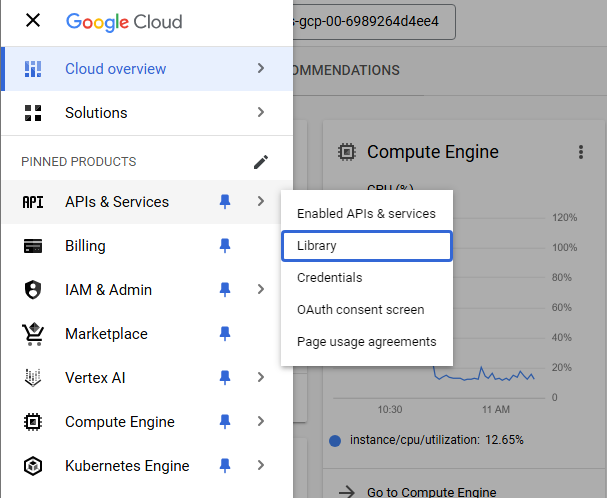 Google Cloud
s-gcp-00-6989264d4ee4
Cloud overview
OMMENDATIONS
Solutions
PINNED PRODUCTS
Compute Engine
CPU (%)
API
APIs & Services
Enabled APIs & services
Library
Credentials
OAuth consent screen
Page usage agreements
120%
100%
80%
60%
40%
20%
0
10:30
11 AM
instance/cpu/utilization: 12.65%
Go to Compute Engine
Billing
IAM & Admin
Marketplace
Vertex AI
Compute Engine
Kubernetes Engine